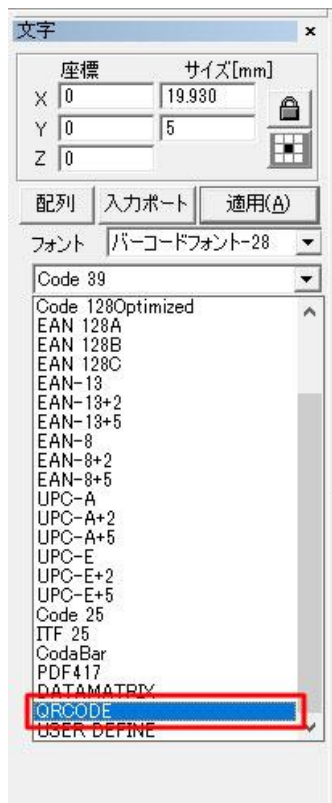 文字 ×
座標 サイズ[mm]
X 0 19.930
Y 0 5
Z 0
配列 入力ポート 適用(A)
フォント バーコードフォント-28
Code 39
Code 128Optimized
EAN 128A
EAN 128B
EAN 128C
EAN-13
EAN-13+2
EAN-13+5
EAN-8
EAN-8+2
EAN-8+5
UPC-A
UPC-A+2
UPC-A+5
UPC-E
UPC-E+2
UPC-E+5
Code 25
ITF 25
CodaBar
PDF417
DATAMATRIX
QRCODE
USER DEFINE